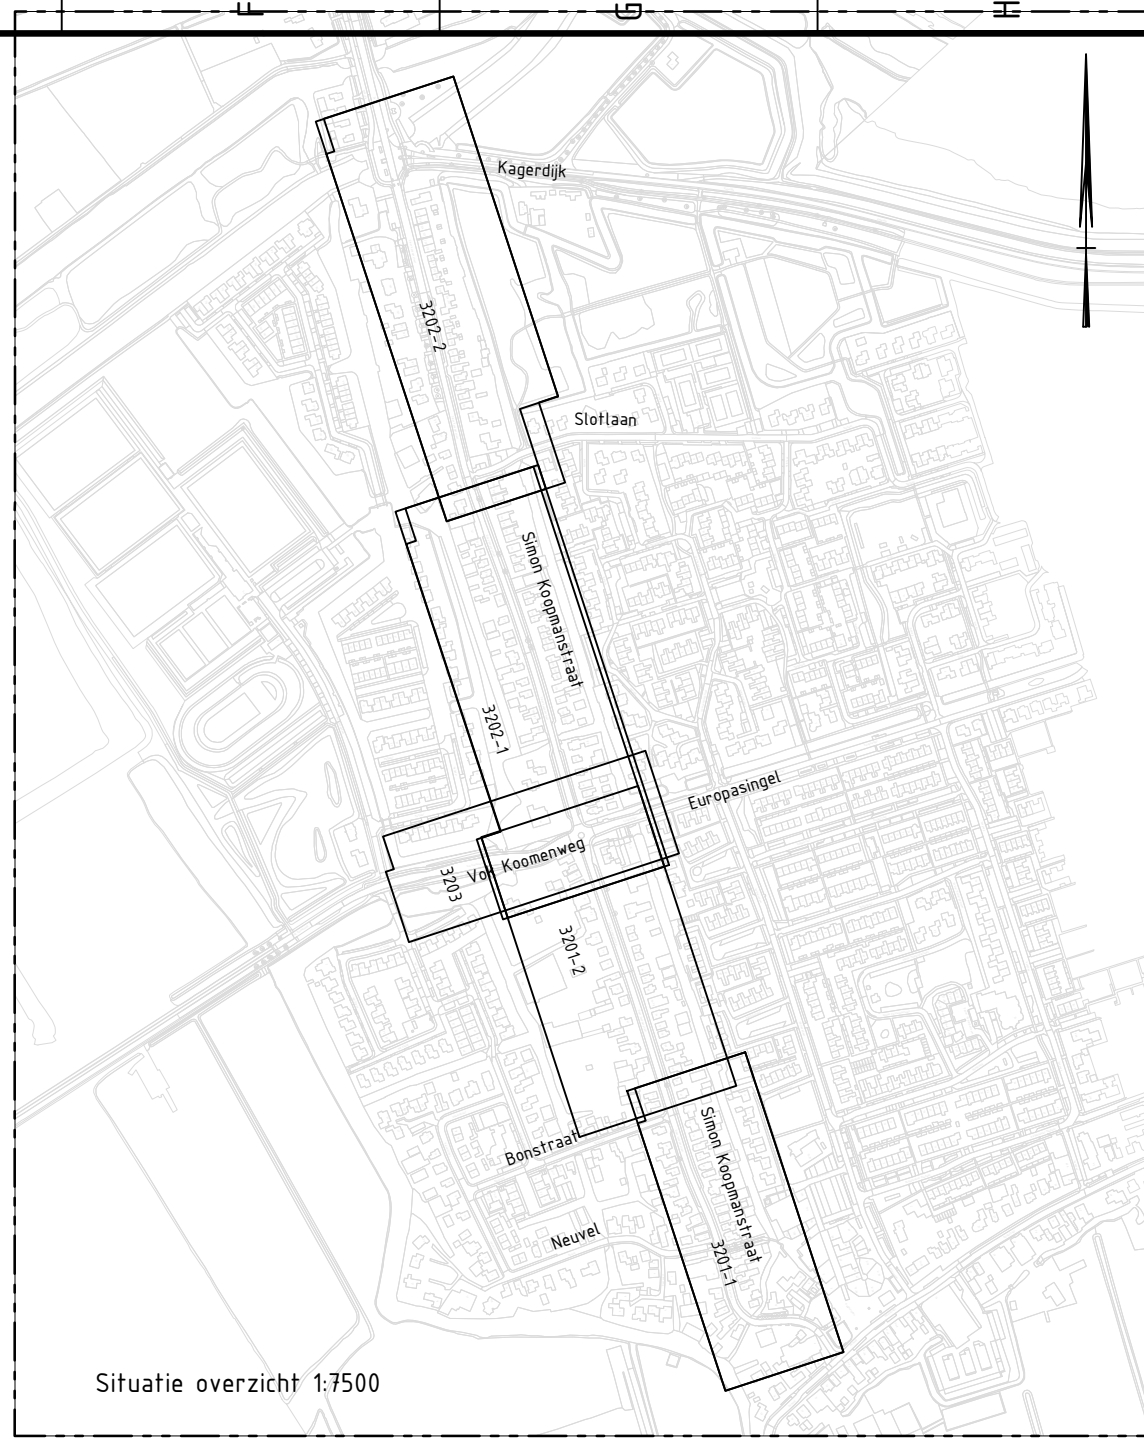 F
G
H
Kagerdijk
3202-2
Slotlaan
Simon Koopmanstraat
3202-1
Europasingel
Von Koomenweg
3203
3201-2
Bonstraat
Simon Koopmanstraat
Neuvel
3201-1
Situatie overzicht 1:7500